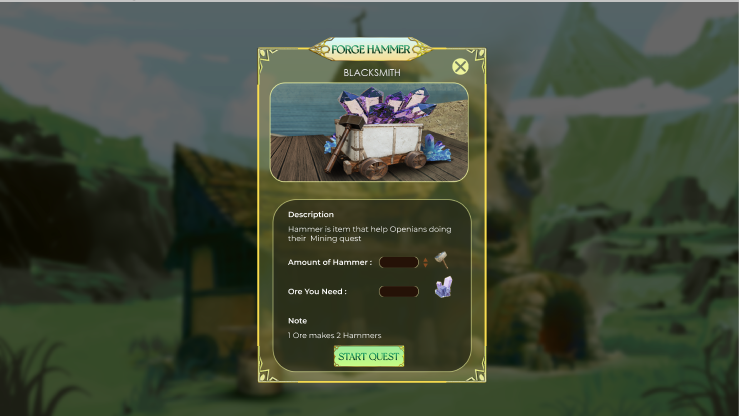 FORGE HAMMER
BLACKSMITH
Description
Hammer is item that help Openians doing
their Mining quest
Amount of Hammer :
Ore You Need :
Note
1 Ore makes 2 Hammers
START QUEST